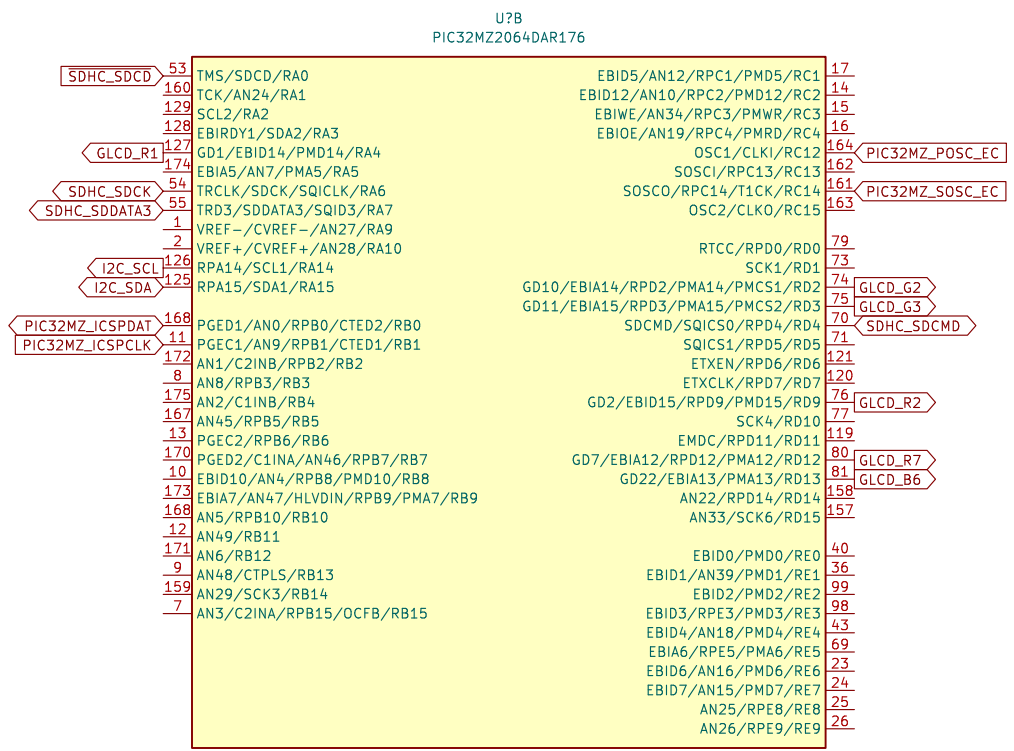 U?B
PIC32MZ2064DAR176
SDHC_SDCD 53 TMS/SDCD/RA0
160 TCK/AN24/RA1
129 SCL2/RA2
128 EBIRDY1/SDA2/RA3
GLCD_R1 127 GD1/EBID14/PMD14/RA4
174 EBIA5/AN7/PMA5/RA5
SDHC_SDCK 54 TRCLK/SDCK/SQICLK/RA6
SDHC_SDDATA3 55 TRD3/SDDATA3/SQID3/RA7
1 VREF-/CVREF-/AN27/RA9
2 VREF+/CVREF+/AN28/RA10
I2C_SCL 126 RPA14/SCL1/RA14
I2C_SDA 125 RPA15/SDA1/RA15
PIC32MZ_ICSPDAT 168 PGED1/AN0/RPB0/CTED2/RB0
PIC32MZ_ICSPCLK 11 PGEC1/AN9/RPB1/CTED1/RB1
172 AN1/C2INB/RPB2/RB2
8 AN8/RPB3/RB3
175 AN2/C1INB/RB4
167 AN45/RPB5/RB5
13 PGEC2/RPB6/RB6
170 PGED2/C1INA/AN46/RPB7/RB7
10 EBID10/AN4/RPB8/PMD10/RB8
173 EBIA7/AN47/HLVDIN/RPB9/PMA7/RB9
168 AN5/RPB10/RB10
12 AN49/RB11
171 AN6/RB12
9 AN48/CTPLS/RB13
159 AN29/SCK3/RB14
7 AN3/C2INA/RPB15/OCFB/RB15
EBID5/AN12/RPC1/PMD5/RC1 17
EBID12/AN10/RPC2/PMD12/RC2 14
EBIWE/AN34/RPC3/PMWR/RC3 15
EBIOE/AN19/RPC4/PMRD/RC4 16
OSC1/CLKI/RC12 164 PIC32MZ_POSC_EC
SOSCI/RPC13/RC13 162
SOSCO/RPC14/T1CK/RC14 161 PIC32MZ_SOSC_EC
OSC2/CLKO/RC15 163
RTCC/RPD0/RD0 79
SCK1/RD1 73
GD10/EBIA14/RPD2/PMA14/PMCS1/RD2 74 GLCD_G2
GD11/EBIA15/RPD3/PMA15/PMCS2/RD3 75 GLCD_G3
SDCMD/SQICS0/RPD4/RD4 70 SDHC_SDCMD
SQICS1/RPD5/RD5 71
ETXEN/RPD6/RD6 121
ETXCLK/RPD7/RD7 120
GD2/EBID15/RPD9/PMD15/RD9 76 GLCD_R2
SCK4/RD10 77
EMDC/RPD11/RD11 119
GD7/EBIA12/RPD12/PMA12/RD12 80 GLCD_R7
GD22/EBIA13/PMA13/RD13 81 GLCD_B6
AN22/RPD14/RD14 158
AN33/SCK6/RD15 157
EBID0/PMD0/RE0 40
EBID1/AN39/PMD1/RE1 36
EBID2/PMD2/RE2 99
EBID3/RPE3/PMD3/RE3 98
EBID4/AN18/PMD4/RE4 43
EBIA6/RPE5/PMA6/RE5 69
EBID6/AN16/PMD6/RE6 23
EBID7/AN15/PMD7/RE7 24
AN25/RPE8/RE8 25
AN26/RPE9/RE9 26